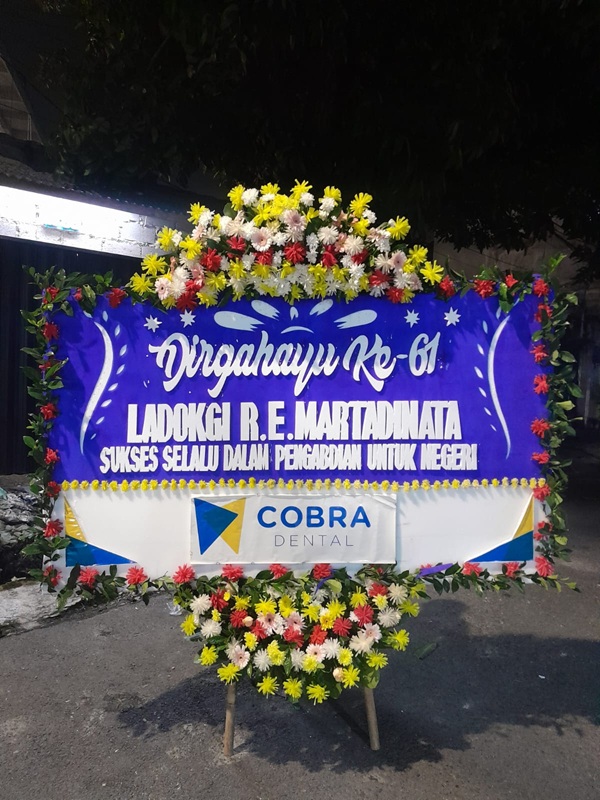 Dirgahayu Ke-61
LADOKGI R.E.MARTADINATA
SUKSES SELALU DALAM PENGABDIAN UNTUK NEGERI
COBRA
DENTAL